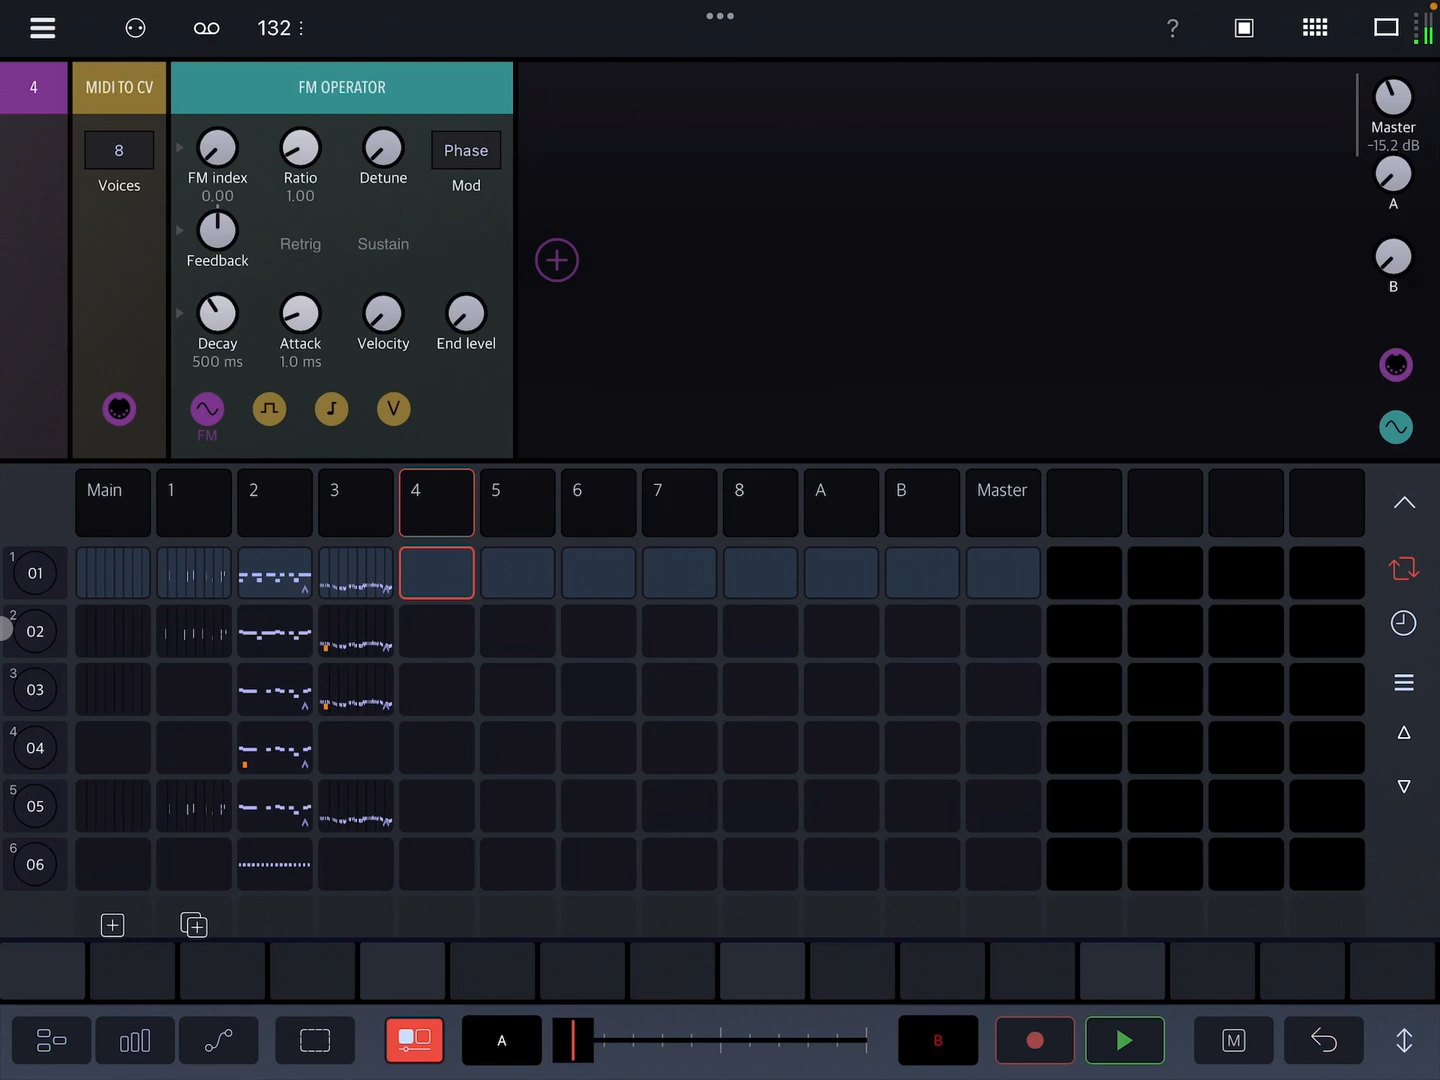 132
?
4
MIDI TO CV
FM OPERATOR
8
Voices
FM index
0.00
Ratio
1.00
Detune
Phase
Mod
Master
-15,2 dB
A
Feedback
Retrig
Sustain
B
Decay
500 ms
Attack
1.0 ms
Velocity
End level
V
FM
Main 1 2 3 4 5 6 7 8 A B Master
1 01
2 02
3 03
4 04
5 05
6 06
A
B
M